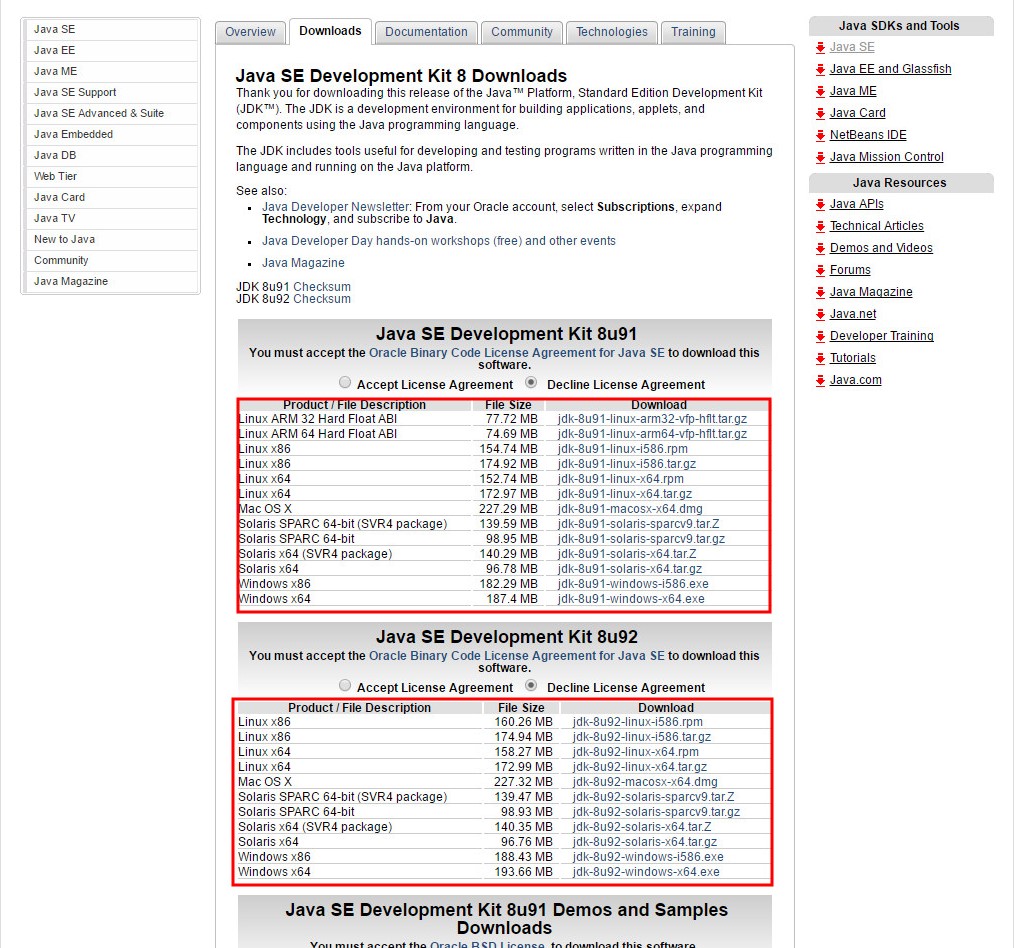 Java SE
Java EE
Java ME
Java SE Support
Java SE Advanced & Suite
Java Embedded
Java DB
Web Tier
Java Card
Java TV
New to Java
Community
Java Magazine
Overview Downloads Documentation Community Technologies Training
Java SE Development Kit 8 Downloads
Thank you for downloading this release of the Java™ Platform, Standard Edition Development Kit
(JDK™). The JDK is a development environment for building applications, applets, and
components using the Java programming language.
The JDK includes tools useful for developing and testing programs written in the Java programming
language and running on the Java platform.
See also:
Java Developer Newsletter: From your Oracle account, select Subscriptions, expand
Technology, and subscribe to Java.
Java Developer Day hands-on workshops (free) and other events
Java Magazine
JDK 8u91 Checksum
JDK 8u92 Checksum
Java SE Development Kit 8u91
You must accept the Oracle Binary Code License Agreement for Java SE to download this
software.
Accept License Agreement Decline License Agreement
Product / File Description File Size Download
Linux ARM 32 Hard Float ABI 77.72 MB jdk-8u91-linux-arm32-vfp-hflt.tar.gz
Linux ARM 64 Hard Float ABI 74.69 MB jdk-8u91-linux-arm64-vfp-hflt.tar.gz
Linux x86 154.74 MB jdk-8u91-linux-i586.rpm
Linux x86 174.92 MB jdk-8u91-linux-i586.tar.gz
Linux x64 152.74 MB jdk-8u91-linux-x64.rpm
Linux x64 172.97 MB jdk-8u91-linux-x64.tar.gz
Mac OS X 227.29 MB jdk-8u91-macosx-x64.dmg
Solaris SPARC 64-bit (SVR4 package) 139.59 MB jdk-8u91-solaris-sparcv9.tar.Z
Solaris SPARC 64-bit 98.95 MB jdk-8u91-solaris-sparcv9.tar.gz
Solaris x64 (SVR4 package) 140.29 MB jdk-8u91-solaris-x64.tar.Z
Solaris x64 96.78 MB jdk-8u91-solaris-x64.tar.gz
Windows x86 182.29 MB jdk-8u91-windows-i586.exe
Windows x64 187.4 MB jdk-8u91-windows-x64.exe
Java SE Development Kit 8u92
You must accept the Oracle Binary Code License Agreement for Java SE to download this
software.
Accept License Agreement Decline License Agreement
Product / File Description File Size Download
Linux x86 160.26 MB jdk-8u92-linux-i586.rpm
Linux x86 174.94 MB jdk-8u92-linux-i586.tar.gz
Linux x64 158.27 MB jdk-8u92-linux-x64.rpm
Linux x64 172.99 MB jdk-8u92-linux-x64.tar.gz
Mac OS X 227.32 MB jdk-8u92-macosx-x64.dmg
Solaris SPARC 64-bit (SVR4 package) 139.47 MB jdk-8u92-solaris-sparcv9.tar.Z
Solaris SPARC 64-bit 98.93 MB jdk-8u92-solaris-sparcv9.tar.gz
Solaris x64 (SVR4 package) 140.35 MB jdk-8u92-solaris-x64.tar.Z
Solaris x64 96.76 MB jdk-8u92-solaris-x64.tar.gz
Windows x86 188.43 MB jdk-8u92-windows-i586.exe
Windows x64 193.66 MB jdk-8u92-windows-x64.exe
Java SE Development Kit 8u91 Demos and Samples
Downloads
You must accept the Oracle BSD License. to download this software.
Java SDKs and Tools
Java SE
Java EE and Glassfish
Java ME
Java Card
NetBeans IDE
Java Mission Control
Java Resources
Java APIs
Technical Articles
Demos and Videos
Forums
Java Magazine
Java.net
Developer Training
Tutorials
Java.com